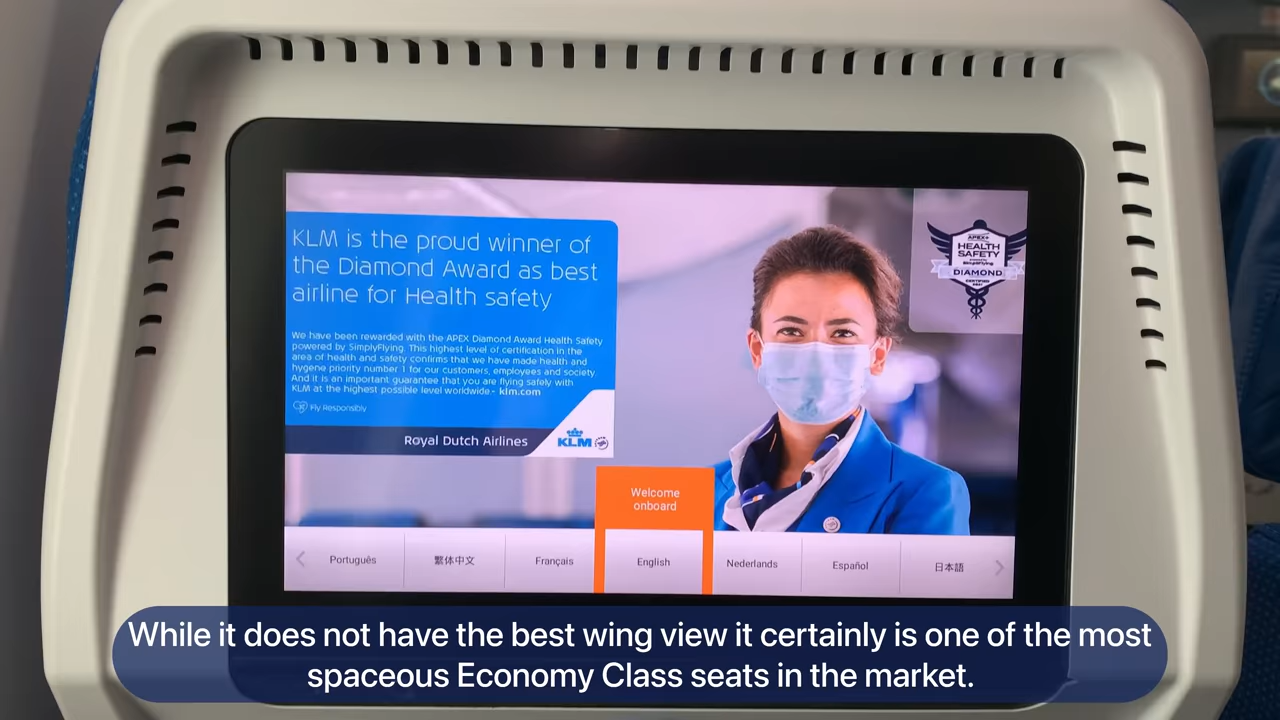 KLM is the proud winner of
the Diamond Award as best
airline for Health safety
We have been rewarded with the APEX Diamond Award Health Safety
powered by SimplyFlying. This highest level of certification in the
area of health and safety confirms that we have made health and
hygene priority number 1 for our customers, employees and society.
And it is an important guarantee that you are flying safely with
KLM at the highest possible level worldwide - klm.com
Fly Responsibly
Royal Dutch Airlines
KLM
APEX+
HEALTH
SAFETY
SimpliFlying
DIAMOND
Welcome
onboard
Português
繁体中文
Français
English
Nederlands
Español
日本語
While it does not have the best wing view it certainly is one of the most
spaceous Economy Class seats in the market.